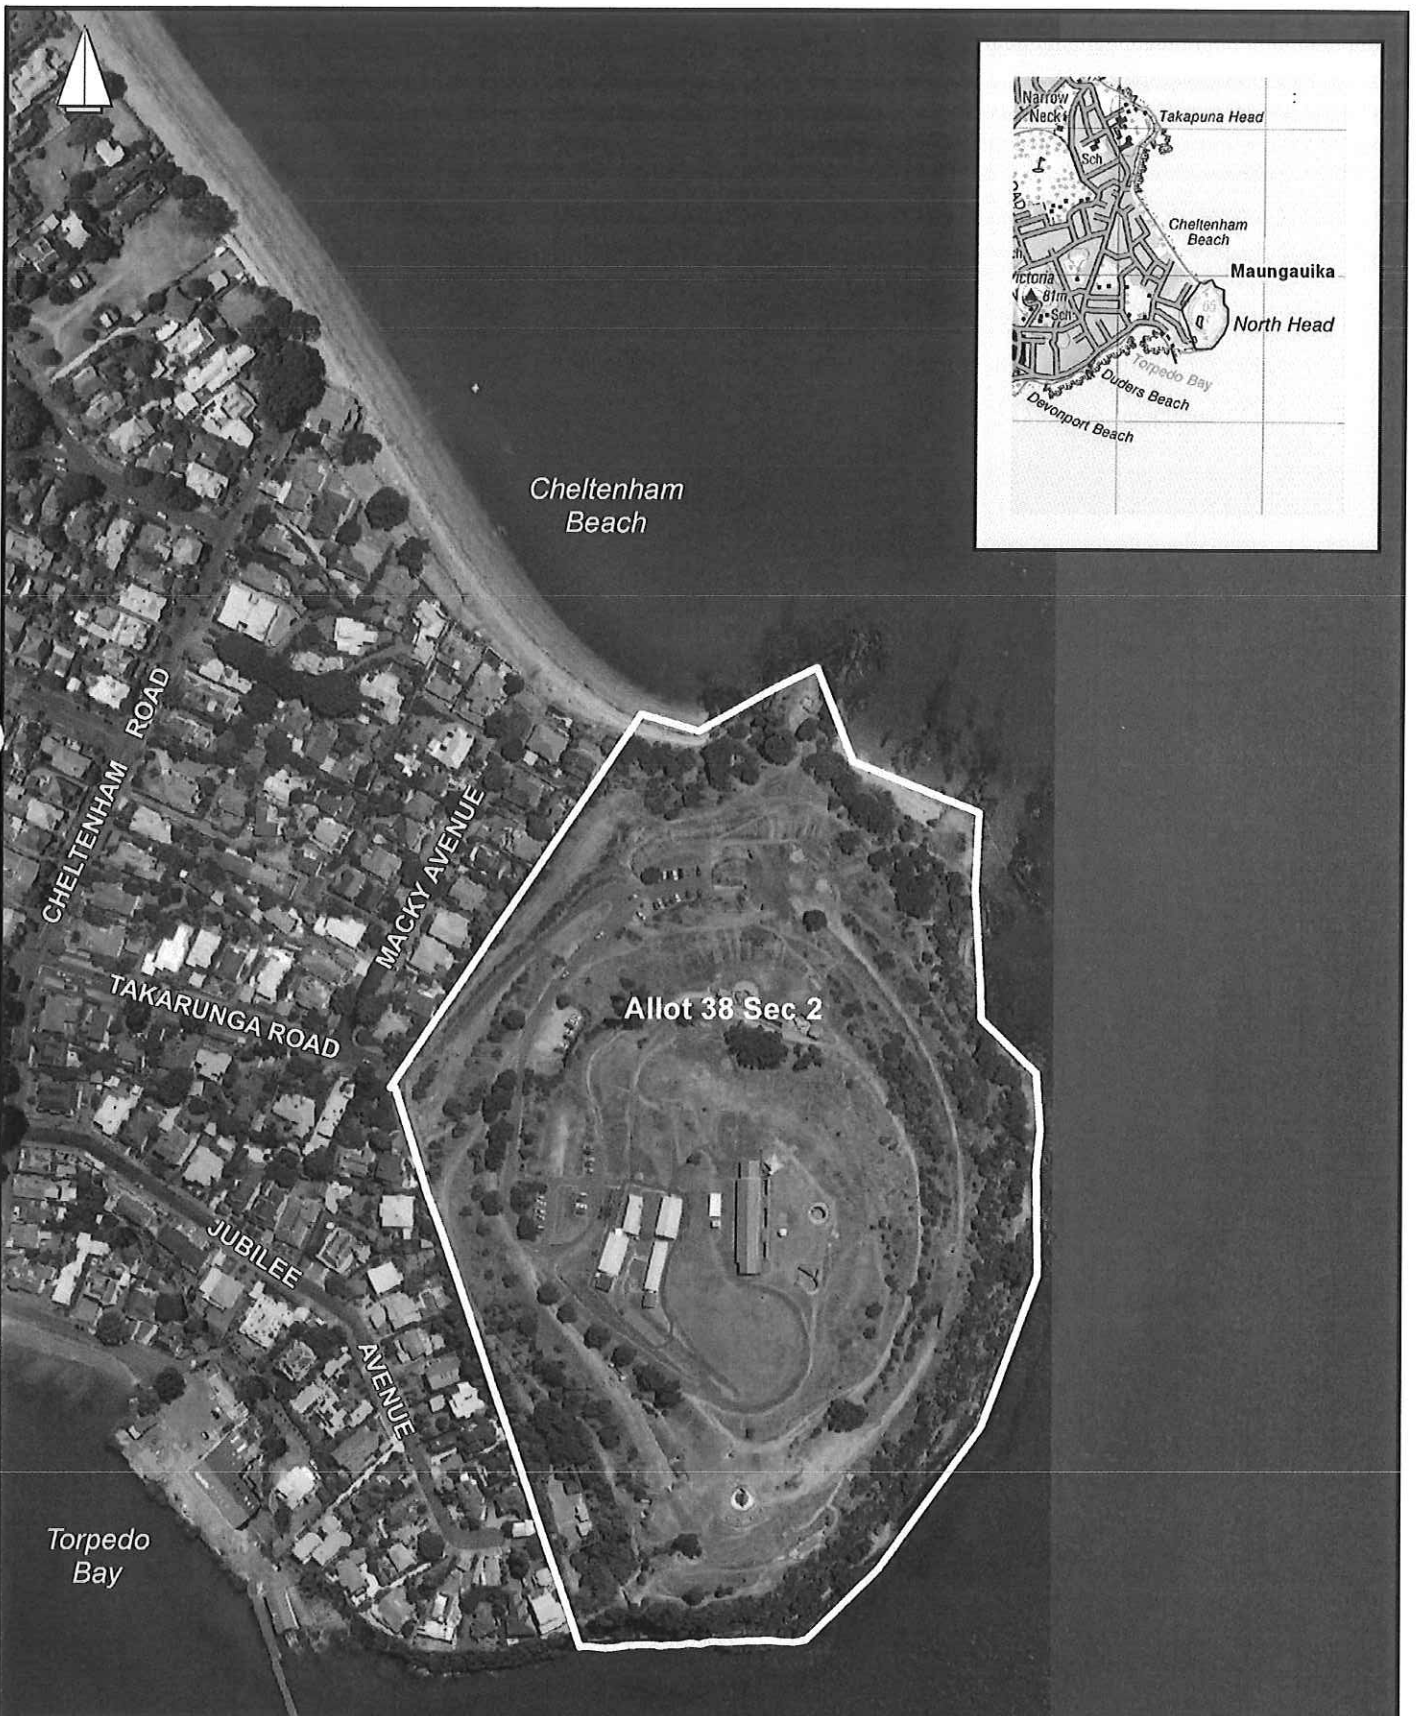 Narrow
Neck
Takapuna Head
Sch
Cheltenham
Beach
Maungauika
81m
Sch
North Head
Torpedo Bay
Duders Beach
Devonport Beach
Cheltenham
Beach
CHELTENHAM ROAD
MACKY AVENUE
TAKARUNGA ROAD
Allot 38 Sec 2
JUBILEE
AVENUE
Torpedo
Bay